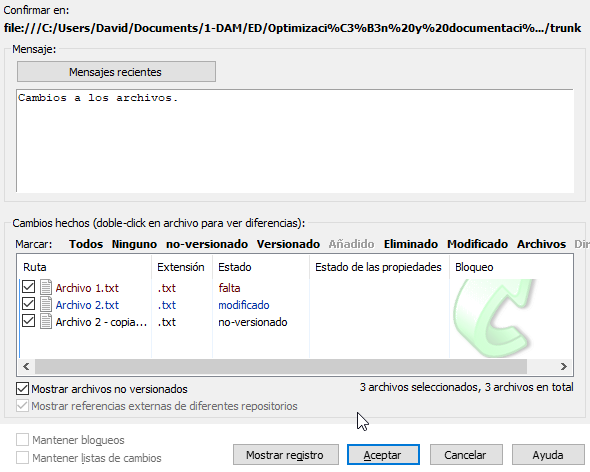 Confirmar en:
file:///C:/Users/David/Documents/1-DAM/ED/Optimizaci%C3%B3n%20y%20documentaci%.../trunk
Mensaje:
Mensajes recientes
Cambios a los archivos.
Cambios hechos (doble-click en archivo para ver diferencias):
Marcar: Todos Ninguno no-versionado Versionado Añadido Eliminado Modificado Archivos Dir
Ruta Extensión Estado Estado de las propiedades Bloqueo
Archivo 1.txt .txt falta
Archivo 2.txt .txt modificado
Archivo 2 - copia... .txt no-versionado
Mostrar archivos no versionados 3 archivos seleccionados, 3 archivos en total
Mostrar referencias externas de diferentes repositorios
Mantener bloqueos
Mantener listas de cambios
Mostrar registro Aceptar Cancelar Ayuda